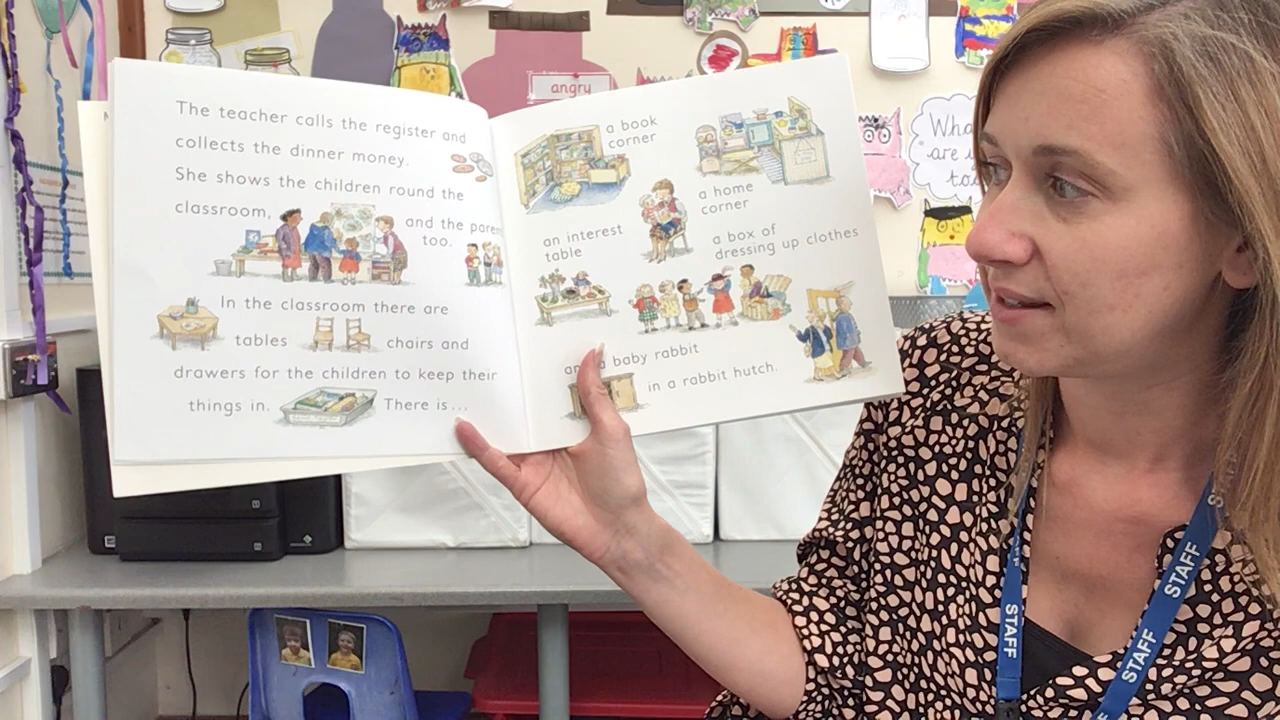 The teacher calls the register and
collects the dinner money.
She shows the children round the
classroom, and the
too.
In the classroom there are
tables chairs and
drawers for the children to keep their
things in. There is...
a book
corner
a home
corner
an interest
table
a box of
dressing up clothes
a baby rabbit
in a rabbit hutch.
angry
are
STAFF
STAFF
STAFF